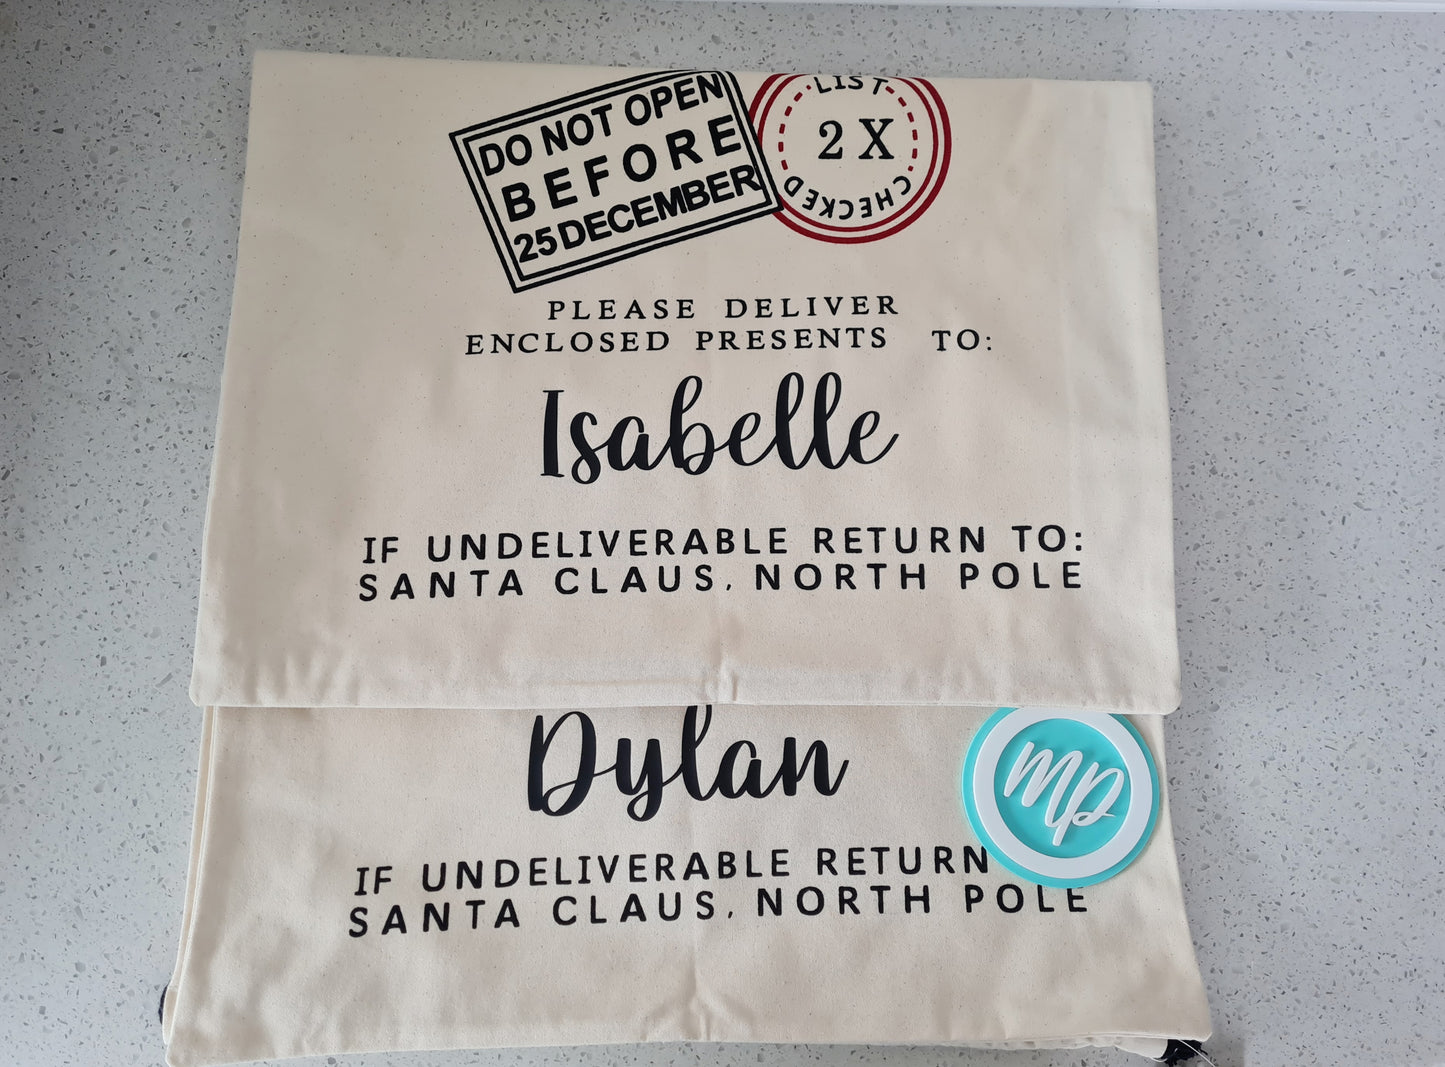 DO NOT OPEN
BEFORE
25 DECEMBER
LIST
2 X
CHECKED
PLEASE DELIVER
ENCLOSED PRESENTS TO:
Isabelle
IF UNDELIVERABLE RETURN TO:
SANTA CLAUS, NORTH POLE
Dylan
mp
IF UNDELIVERABLE RETURN
SANTA CLAUS, NORTH POLE